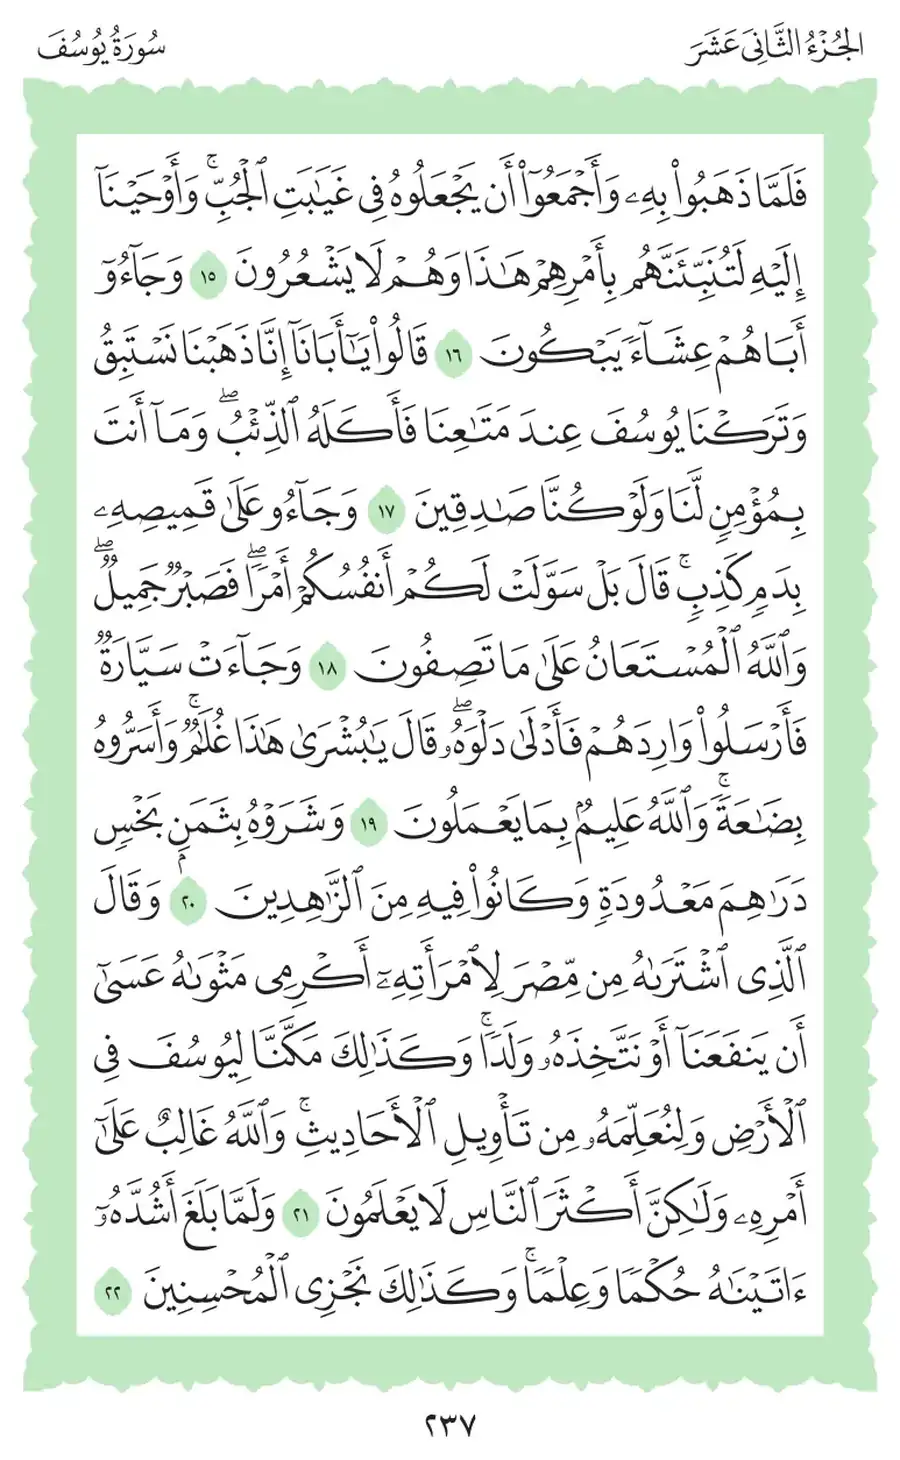 الجُزْءُ الثَّانِيَ عَشَرَ
سُورَةُ يُوسُفَ
فَلَمَّا ذَهَبُوا۟ بِهِۦ وَأَجْمَعُوٓا۟ أَن يَجْعَلُوهُ فِى غَيَٰبَتِ ٱلْجُبِّ ۚ وَأَوْحَيْنَآ
إِلَيْهِ لَتُنَبِّئَنَّهُم بِأَمْرِهِمْ هَٰذَا وَهُمْ لَا يَشْعُرُونَ ١٥ وَجَآءُوٓ
أَبَاهُمْ عِشَآءً يَبْكُونَ ١٦ قَالُوا۟ يَٰٓأَبَانَآ إِنَّا ذَهَبْنَا نَسْتَبِقُ
وَتَرَكْنَا يُوسُفَ عِندَ مَتَٰعِنَا فَأَكَلَهُ ٱلذِّئْبُ ۖ وَمَآ أَنتَ
بِمُؤْمِنٍ لَّنَا وَلَوْ كُنَّا صَٰدِقِينَ ١٧ وَجَآءُو عَلَىٰ قَمِيصِهِۦ
بِدَمٍ كَذِبٍ ۚ قَالَ بَلْ سَوَّلَتْ لَكُمْ أَنفُسُكُمْ أَمْرًا ۖ فَصَبْرٌ جَمِيلٌ ۖ
وَٱللَّهُ ٱلْمُسْتَعَانُ عَلَىٰ مَا تَصِفُونَ ١٨ وَجَآءَتْ سَيَّارَةٌ
فَأَرْسَلُوا۟ وَارِدَهُمْ فَأَدْلَىٰ دَلْوَهُۥ ۖ قَالَ يَٰبُشْرَىٰ هَٰذَا غُلَٰمٌ ۚ وَأَسَرُّوهُ
بِضَٰعَةً ۚ وَٱللَّهُ عَلِيمٌۢ بِمَا يَعْمَلُونَ ١٩ وَشَرَوْهُ بِثَمَنٍۭ بَخْسٍ
دَرَٰهِمَ مَعْدُودَةٍ وَكَانُوا۟ فِيهِ مِنَ ٱلزَّٰهِدِينَ ٢٠ وَقَالَ
ٱلَّذِى ٱشْتَرَىٰهُ مِن مِّصْرَ لِٱمْرَأَتِهِۦٓ أَكْرِمِى مَثْوَىٰهُ عَسَىٰٓ
أَن يَنفَعَنَآ أَوْ نَتَّخِذَهُۥ وَلَدًا ۚ وَكَذَٰلِكَ مَكَّنَّا لِيُوسُفَ فِى
ٱلْأَرْضِ وَلِنُعَلِّمَهُۥ مِن تَأْوِيلِ ٱلْأَحَادِيثِ ۚ وَٱللَّهُ غَالِبٌ عَلَىٰٓ
أَمْرِهِۦ وَلَٰكِنَّ أَكْثَرَ ٱلنَّاسِ لَا يَعْلَمُونَ ٢١ وَلَمَّا بَلَغَ أَشُدَّهُۥٓ
ءَاتَيْنَٰهُ حُكْمًا وَعِلْمًا ۚ وَكَذَٰلِكَ نَجْزِى ٱلْمُحْسِنِينَ ٢٢
٢٣٧